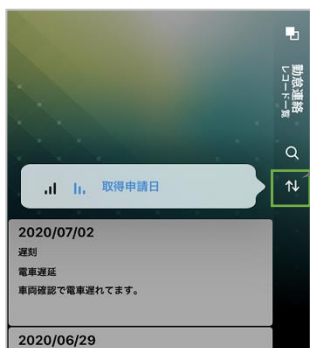 勤怠連絡
レコード一覧
取得申請日
2020/07/02
遅刻
電車遅延
車両確認で電車遅れてます。
2020/06/29